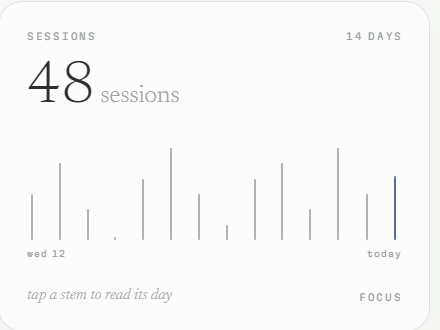 SESSIONS 14 DAYS
48 sessions
wed 12 today
tap a stem to read its day FOCUS